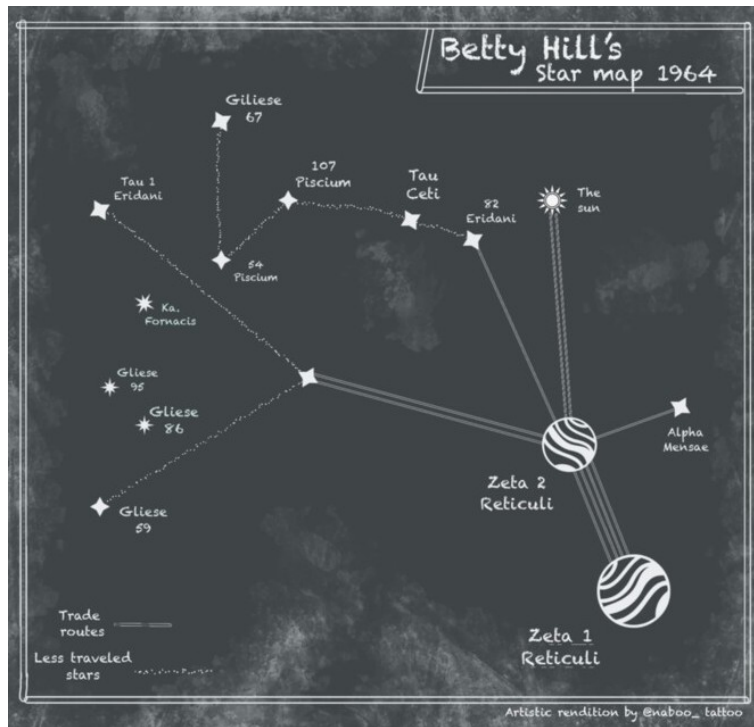 Betty Hill's
Star map 1964
Giliese
67
107
Piscium
Tau
Ceti
Tau 1
Eridani
82
Eridani
The
sun
54
Piscium
Ka.
Fornacis
Gliese
95
Gliese
86
Alpha
Mensae
Zeta 2
Reticuli
Gliese
59
Trade
routes
Zeta 1
Reticuli
Less traveled
stars
Artistic rendition by @naboo_tattoo